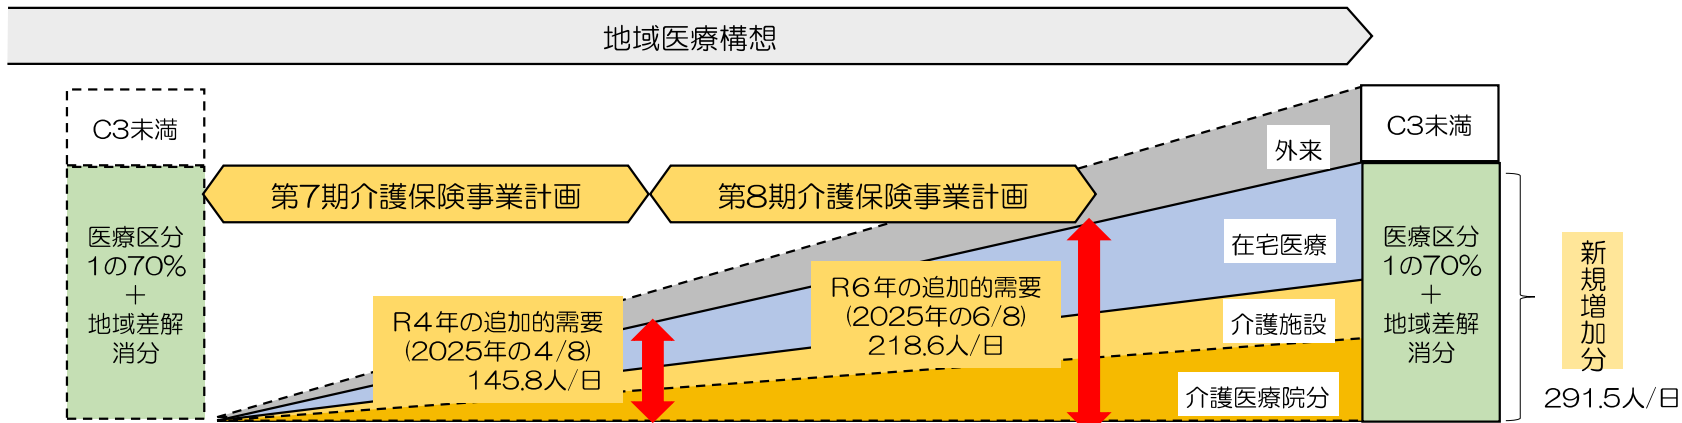 地域医療構想
C3未満
医療区分
1の70%
＋
地域差解
消分
第7期介護保険事業計画
第8期介護保険事業計画
R４年の追加的需要
(2025年の４/8)
145.8人/日
R６年の追加的需要
(2025年の6/8)
218.6人/日
外来
在宅医療
介護施設
介護医療院分
C3未満
医療区分
1の70%
＋
地域差解
消分
新規増加分
291.5人/日